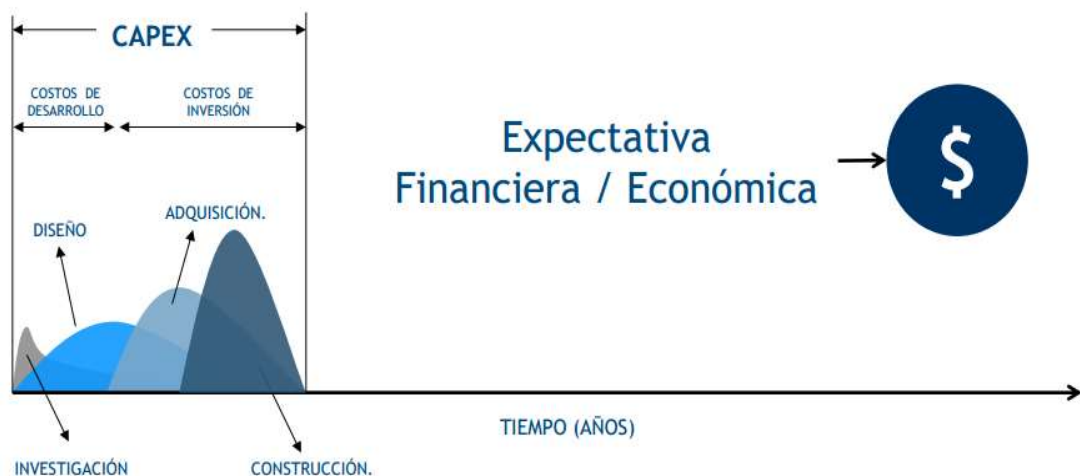 CAPEX
COSTOS DE
DESARROLLO
COSTOS DE
INVERSIÓN
Expectativa
Financiera / Económica
$
ADQUISICIÓN.
DISEÑO
TIEMPO (AÑOS)
INVESTIGACIÓN
CONSTRUCCIÓN.